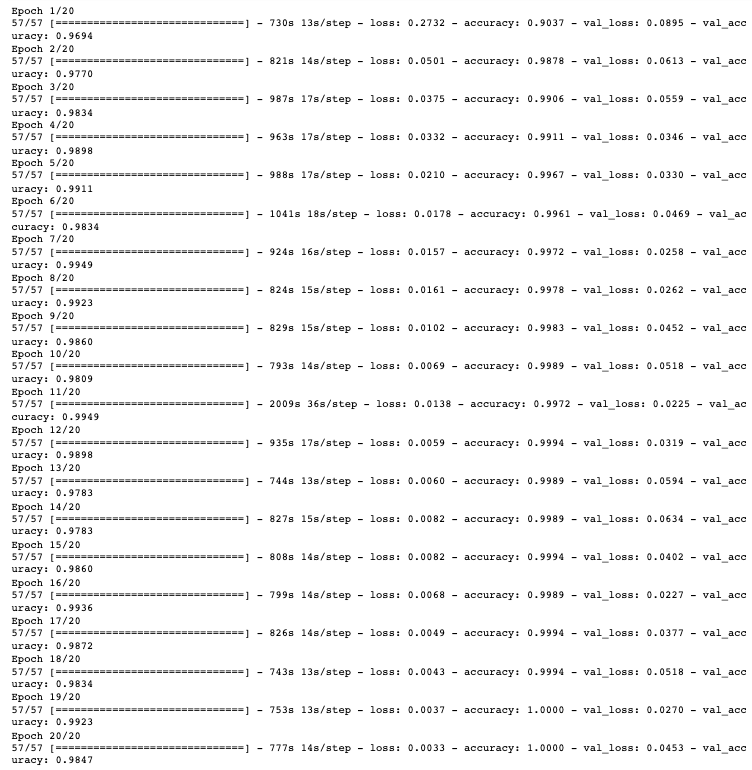 Epoch 1/20
57/57 [==============================] - 730s 13s/step - loss: 0.2732 - accuracy: 0.9037 - val_loss: 0.0895 - val_acc
uracy: 0.9694
Epoch 2/20
57/57 [==============================] - 821s 14s/step - loss: 0.0501 - accuracy: 0.9878 - val_loss: 0.0613 - val_acc
uracy: 0.9770
Epoch 3/20
57/57 [==============================] - 987s 17s/step - loss: 0.0375 - accuracy: 0.9906 - val_loss: 0.0559 - val_acc
uracy: 0.9834
Epoch 4/20
57/57 [==============================] - 963s 17s/step - loss: 0.0332 - accuracy: 0.9911 - val_loss: 0.0346 - val_acc
uracy: 0.9898
Epoch 5/20
57/57 [==============================] - 988s 17s/step - loss: 0.0210 - accuracy: 0.9967 - val_loss: 0.0330 - val_acc
uracy: 0.9911
Epoch 6/20
57/57 [==============================] - 1041s 18s/step - loss: 0.0178 - accuracy: 0.9961 - val_loss: 0.0469 - val_ac
curacy: 0.9834
Epoch 7/20
57/57 [==============================] - 924s 16s/step - loss: 0.0157 - accuracy: 0.9972 - val_loss: 0.0258 - val_acc
uracy: 0.9949
Epoch 8/20
57/57 [==============================] - 824s 15s/step - loss: 0.0161 - accuracy: 0.9978 - val_loss: 0.0262 - val_acc
uracy: 0.9923
Epoch 9/20
57/57 [==============================] - 829s 15s/step - loss: 0.0102 - accuracy: 0.9983 - val_loss: 0.0452 - val_acc
uracy: 0.9860
Epoch 10/20
57/57 [==============================] - 793s 14s/step - loss: 0.0069 - accuracy: 0.9989 - val_loss: 0.0518 - val_acc
uracy: 0.9809
Epoch 11/20
57/57 [==============================] - 2009s 36s/step - loss: 0.0138 - accuracy: 0.9972 - val_loss: 0.0225 - val_ac
curacy: 0.9949
Epoch 12/20
57/57 [==============================] - 935s 17s/step - loss: 0.0059 - accuracy: 0.9994 - val_loss: 0.0319 - val_acc
uracy: 0.9898
Epoch 13/20
57/57 [==============================] - 744s 13s/step - loss: 0.0060 - accuracy: 0.9989 - val_loss: 0.0594 - val_acc
uracy: 0.9783
Epoch 14/20
57/57 [==============================] - 827s 15s/step - loss: 0.0082 - accuracy: 0.9989 - val_loss: 0.0634 - val_acc
uracy: 0.9783
Epoch 15/20
57/57 [==============================] - 808s 14s/step - loss: 0.0082 - accuracy: 0.9994 - val_loss: 0.0402 - val_acc
uracy: 0.9860
Epoch 16/20
57/57 [==============================] - 799s 14s/step - loss: 0.0068 - accuracy: 0.9989 - val_loss: 0.0227 - val_acc
uracy: 0.9936
Epoch 17/20
57/57 [==============================] - 826s 14s/step - loss: 0.0049 - accuracy: 0.9994 - val_loss: 0.0377 - val_acc
uracy: 0.9872
Epoch 18/20
57/57 [==============================] - 743s 13s/step - loss: 0.0043 - accuracy: 0.9994 - val_loss: 0.0518 - val_acc
uracy: 0.9834
Epoch 19/20
57/57 [==============================] - 753s 13s/step - loss: 0.0037 - accuracy: 1.0000 - val_loss: 0.0270 - val_acc
uracy: 0.9923
Epoch 20/20
57/57 [==============================] - 777s 14s/step - loss: 0.0033 - accuracy: 1.0000 - val_loss: 0.0453 - val_acc
uracy: 0.9847